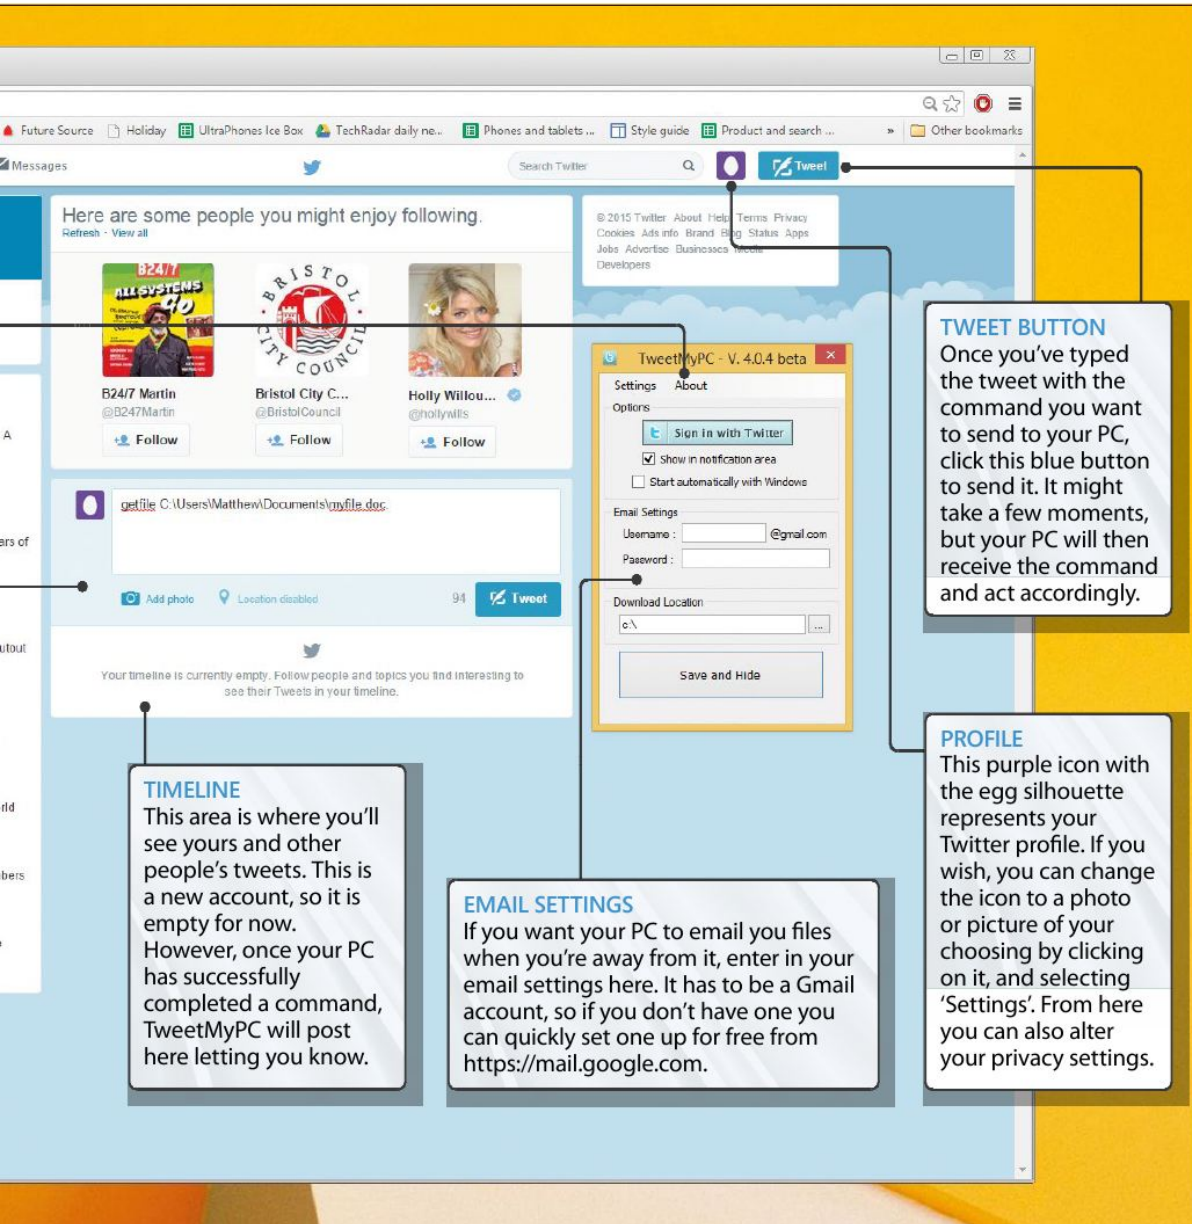 Future Source
Holiday
UltraPhones Ice Box
TechRadar daily ne...
Phones and tablets ...
Style guide
Product and search ...
»
Other bookmarks
Messages
Search Twitter
Tweet
Here are some people you might enjoy following.
Refresh · View all
B24/7
ALL SYSTEMS
GO
BRISTOL
CITY COUNCIL
B24/7 Martin
@B247Martin
Follow
Bristol City C...
@BristolCouncil
Follow
Holly Willou...
@hollywills
Follow
© 2015 Twitter About Help Terms Privacy
Cookies Ads info Brand Blog Status Apps
Jobs Advertise Businesses Media
Developers
A
ars of
utout
rld
bers
getfile C:\Users\Matthew\Documents\myfile.doc.
Add photo
Location disabled
94
Tweet
Your timeline is currently empty. Follow people and topics you find interesting to
see their Tweets in your timeline.
TweetMyPC - V. 4.0.4 beta
Settings About
Options
Sign in with Twitter
Show in notification area
Start automatically with Windows
Email Settings
Username : @gmail.com
Password :
Download Location
c:\
...
Save and Hide
TWEET BUTTON
Once you’ve typed
the tweet with the
command you want
to send to your PC,
click this blue button
to send it. It might
take a few moments,
but your PC will then
receive the command
and act accordingly.
TIMELINE
This area is where you’ll
see yours and other
people’s tweets. This is
a new account, so it is
empty for now.
However, once your PC
has successfully
completed a command,
TweetMyPC will post
here letting you know.
EMAIL SETTINGS
If you want your PC to email you files
when you’re away from it, enter in your
email settings here. It has to be a Gmail
account, so if you don’t have one you
can quickly set one up for free from
https://mail.google.com.
PROFILE
This purple icon with
the egg silhouette
represents your
Twitter profile. If you
wish, you can change
the icon to a photo
or picture of your
choosing by clicking
on it, and selecting
‘Settings’. From here
you can also alter
your privacy settings.